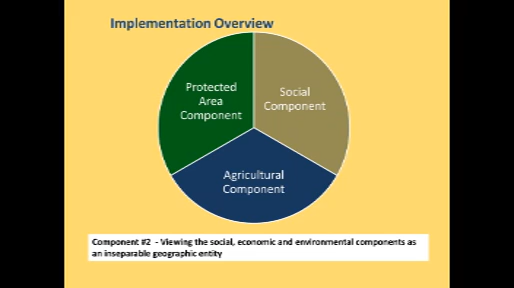 Implementation Overview
Protected
Area
Component
Social
Component
Agricultural
Component
Component #2 - Viewing the social, economic and environmental components as
an inseparable geographic entity